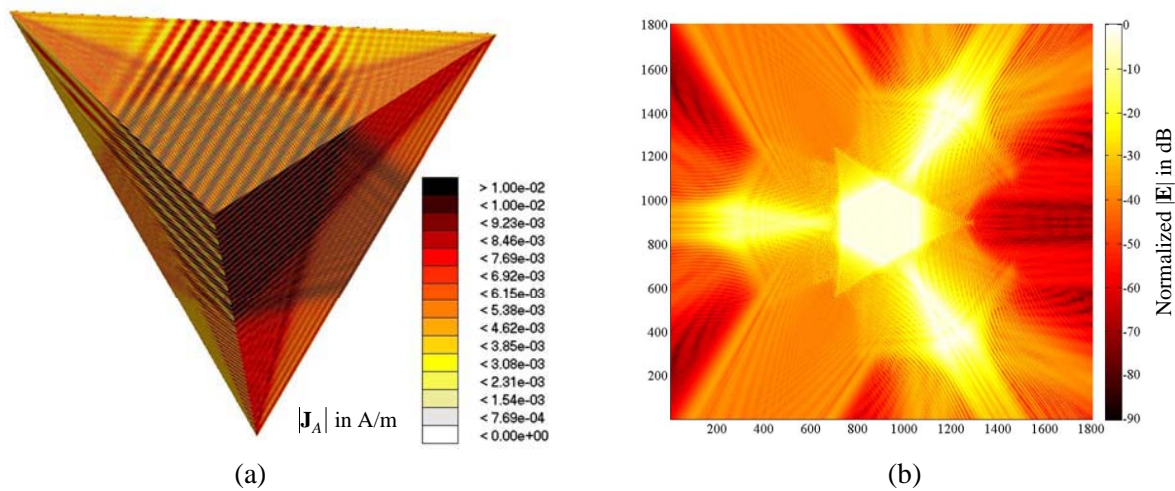 > 1.00e-02
< 1.00e-02
< 9.23e-03
< 8.46e-03
< 7.69e-03
< 6.92e-03
< 6.15e-03
< 5.38e-03
< 4.62e-03
< 3.85e-03
< 3.08e-03
< 2.31e-03
< 1.54e-03
< 7.69e-04
< 0.00e+00
|J_A| in A/m
(a)
1800
1600
1400
1200
1000
800
600
400
200
200 400 600 800 1000 1200 1400 1600 1800
0
-10
-20
-30
-40
-50
-60
-70
-80
-90
Normalized |E| in dB
(b)